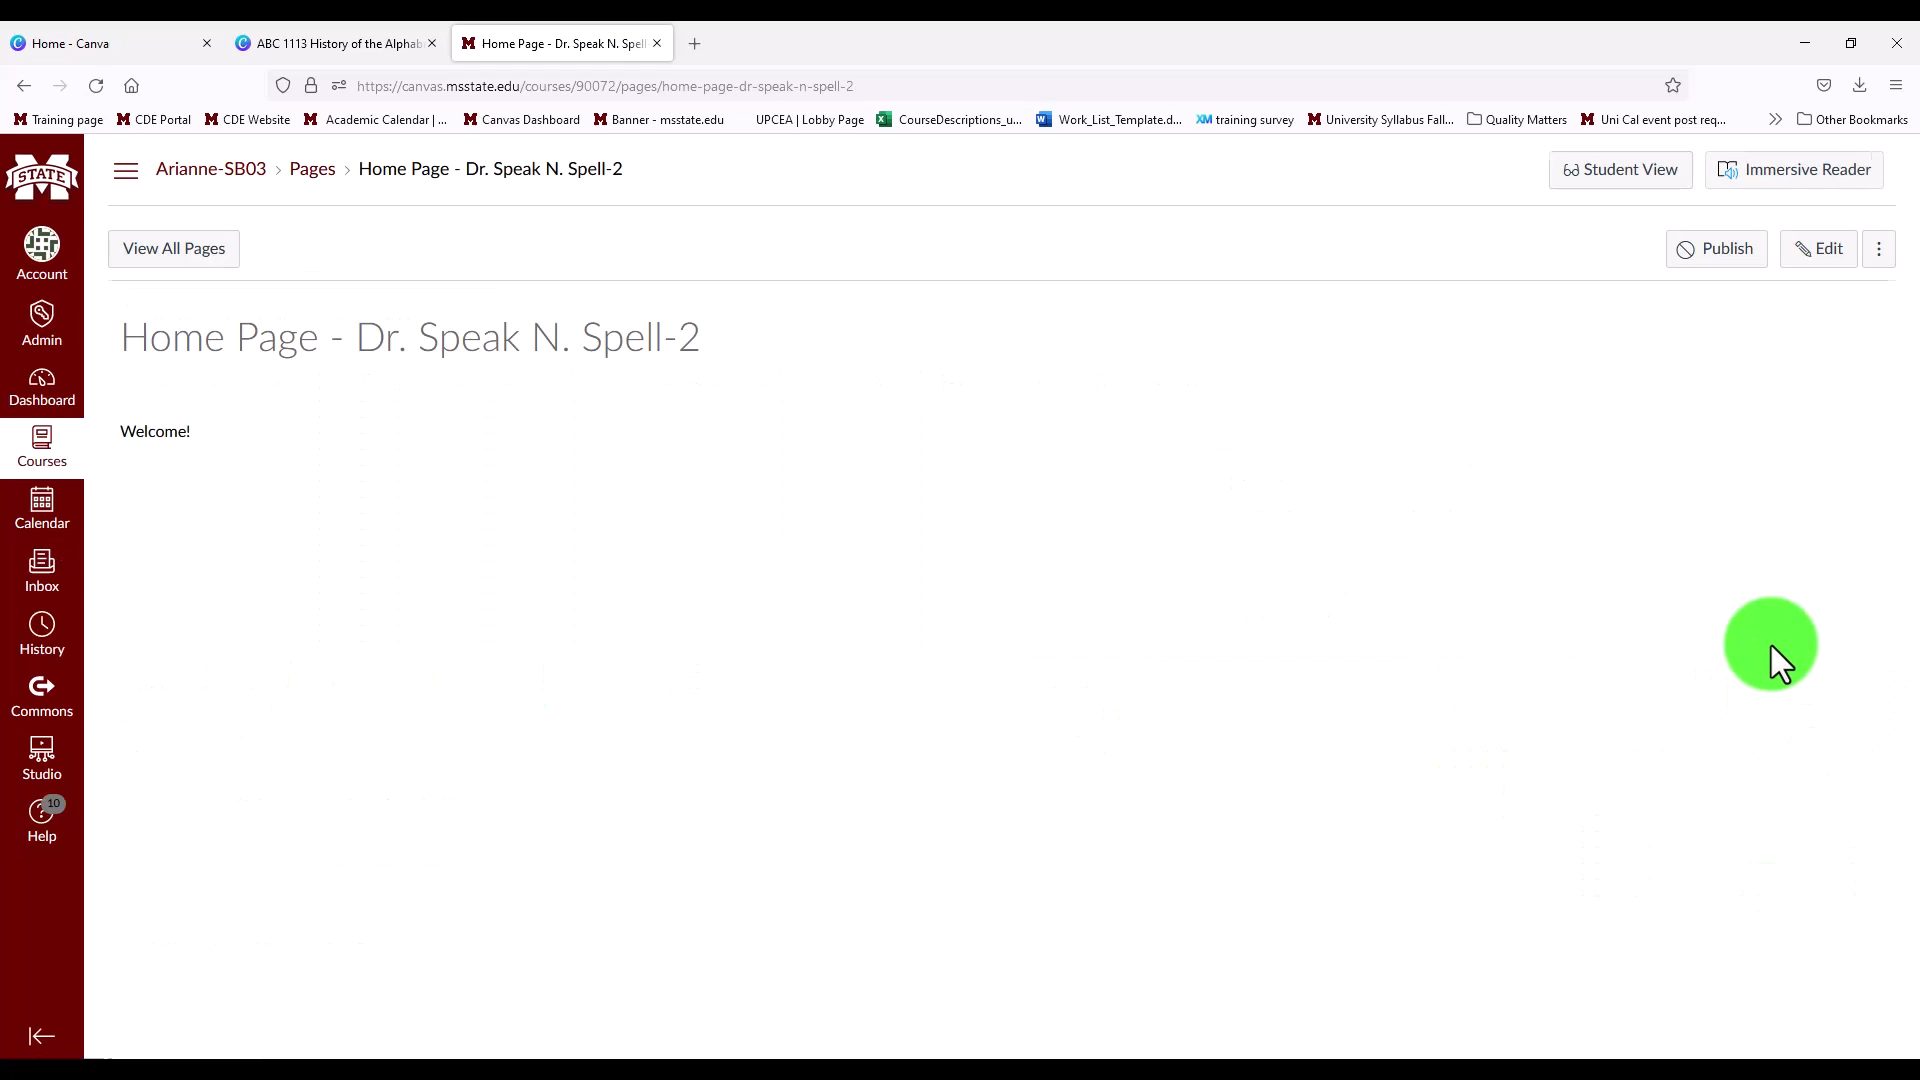 Home - Canva
ABC 1113 History of the Alphab
Home Page - Dr. Speak N. Spell
https://canvas.msstate.edu/courses/90072/pages/home-page-dr-speak-n-spell-2
Training page
CDE Portal
CDE Website
Academic Calendar | ...
Canvas Dashboard
Banner - msstate.edu
UPCEA | Lobby Page
CourseDescriptions_u...
Work_List_Template.d...
XM training survey
University Syllabus Fall...
Quality Matters
Uni Cal event post req...
Other Bookmarks
STATE
Arianne-SB03 › Pages › Home Page - Dr. Speak N. Spell-2
Student View
Immersive Reader
View All Pages
Publish
Edit
Account
Admin
Dashboard
Courses
Calendar
Inbox
History
Commons
Studio
10
Help
Home Page - Dr. Speak N. Spell-2
Welcome!